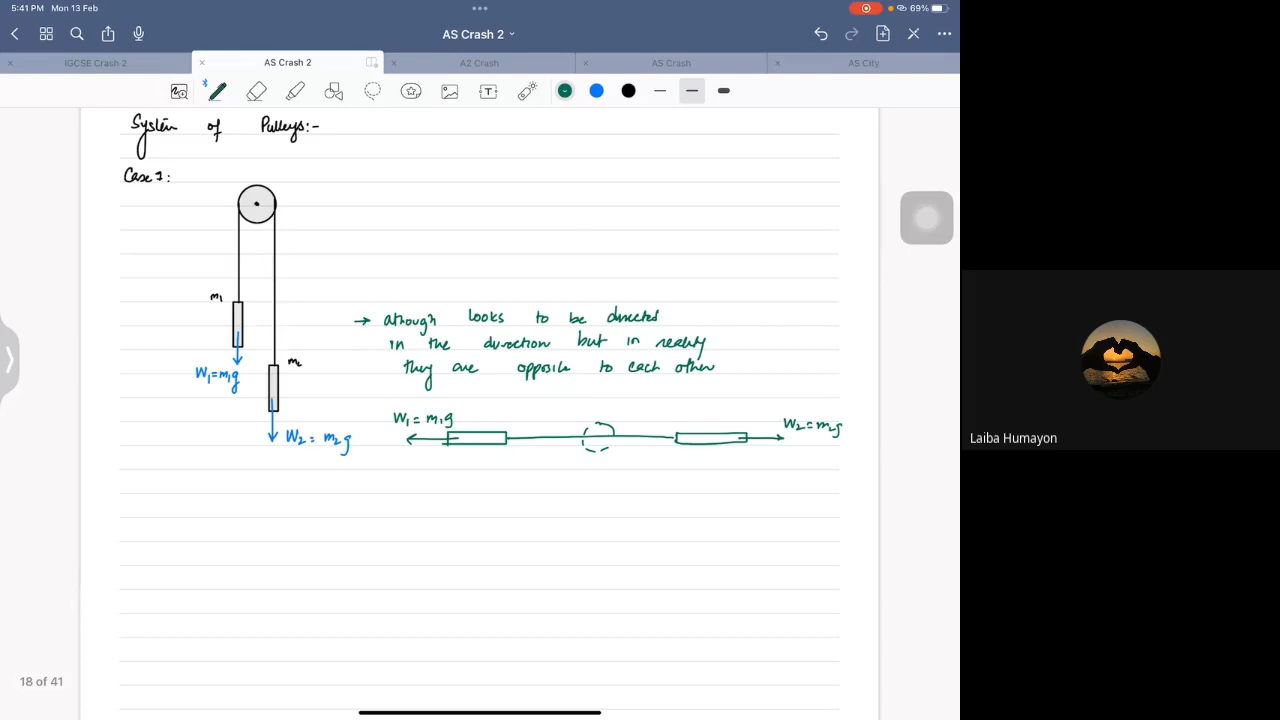 5:41 PM Mon 13 Feb
69%
AS Crash 2
IGCSE Crash 2
AS Crash 2
A2 Crash
AS Crash
AS City
System of Pulleys:-
Case 1:
m1
W1 = m1g
m2
W2 = m2g
→ athough looks to be directed
in the direction but in reality
they are opposite to each other
W1 = m1g
W2 = m2g
Laiba Humayon
18 of 41